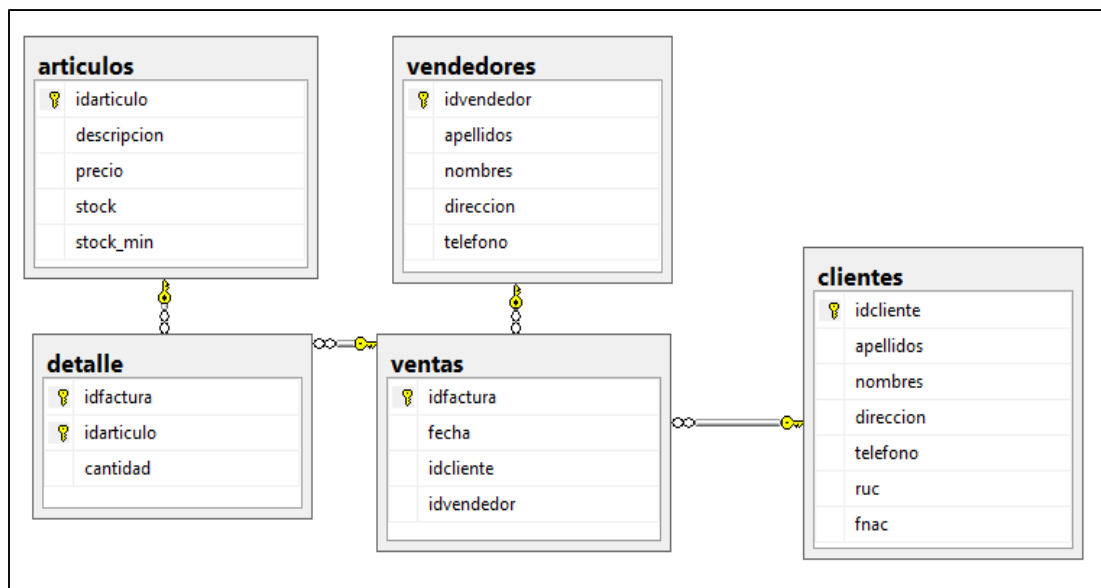 articulos
idarticulo
descripcion
precio
stock
stock_min
vendedores
idvendedor
apellidos
nombres
direccion
telefono
clientes
idcliente
apellidos
nombres
direccion
telefono
ruc
fnac
detalle
idfactura
idarticulo
cantidad
ventas
idfactura
fecha
idcliente
idvendedor